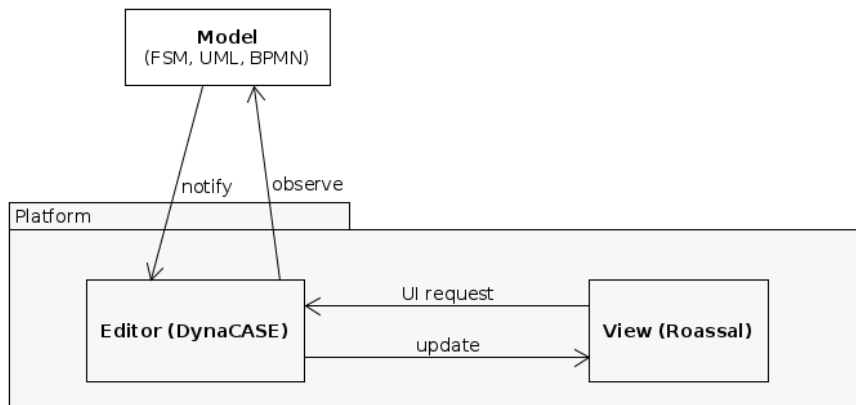 Model
(FSM, UML, BPMN)
notify
observe
Platform
UI request
Editor (DynaCASE)
View (Roassal)
update